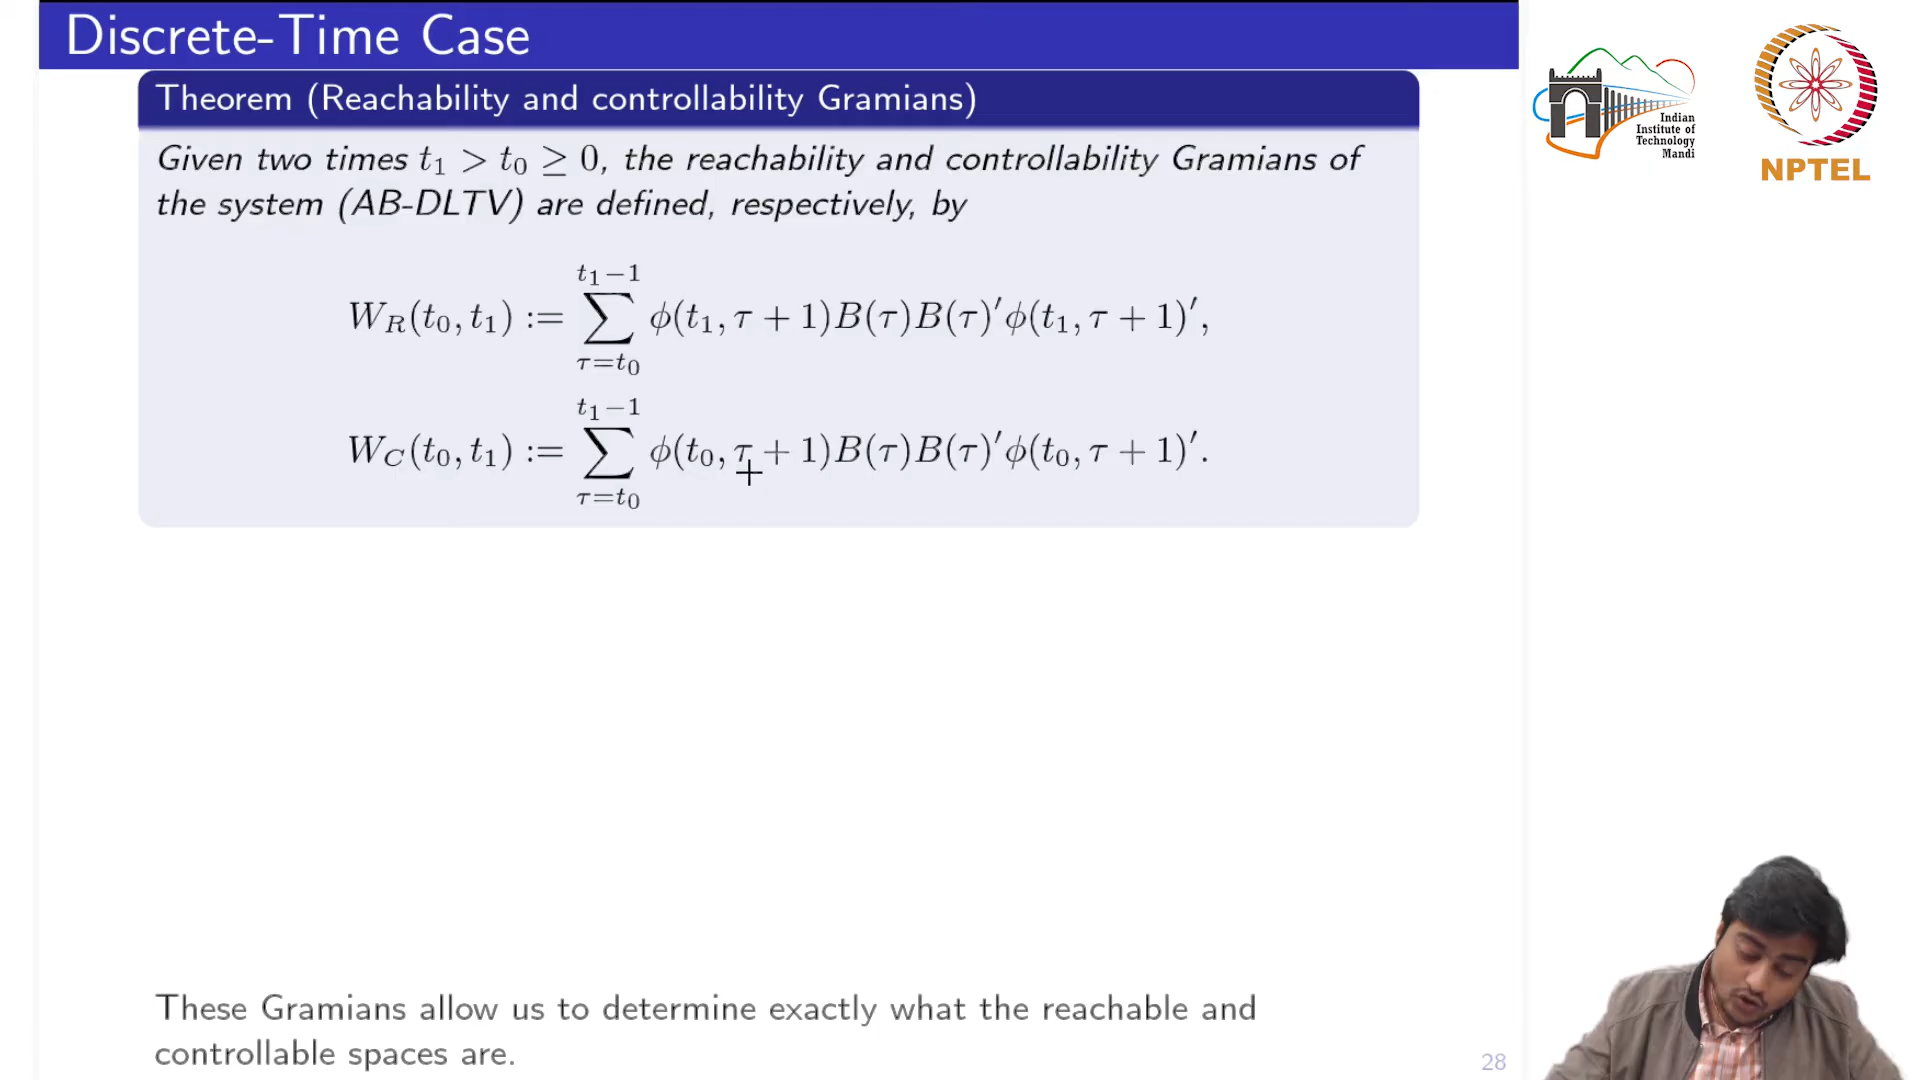 Discrete-Time Case
Theorem (Reachability and controllability Gramians)
Given two times t₁ > t₀ ≥ 0, the reachability and controllability Gramians of
the system (AB-DLTV) are defined, respectively, by
W_R(t₀, t₁) := ∑_{τ=t₀}^{t₁−1} ϕ(t₁, τ + 1)B(τ)B(τ)′ϕ(t₁, τ + 1)′,
W_C(t₀, t₁) := ∑_{τ=t₀}^{t₁−1} ϕ(t₀, τ + 1)B(τ)B(τ)′ϕ(t₀, τ + 1)′.
These Gramians allow us to determine exactly what the reachable and
controllable spaces are.
28
Indian
Institute of
Technology
Mandi
NPTEL